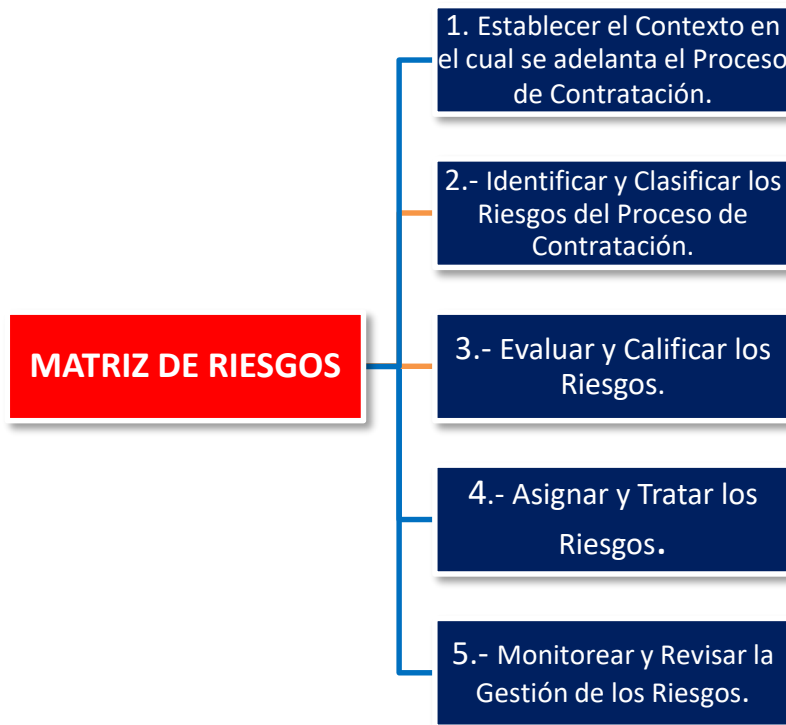 1. Establecer el Contexto en
el cual se adelanta el Proceso
de Contratación.
2.- Identificar y Clasificar los
Riesgos del Proceso de
Contratación.
MATRIZ DE RIESGOS
3.- Evaluar y Calificar los
Riesgos.
4.- Asignar y Tratar los
Riesgos.
5.- Monitorear y Revisar la
Gestión de los Riesgos.